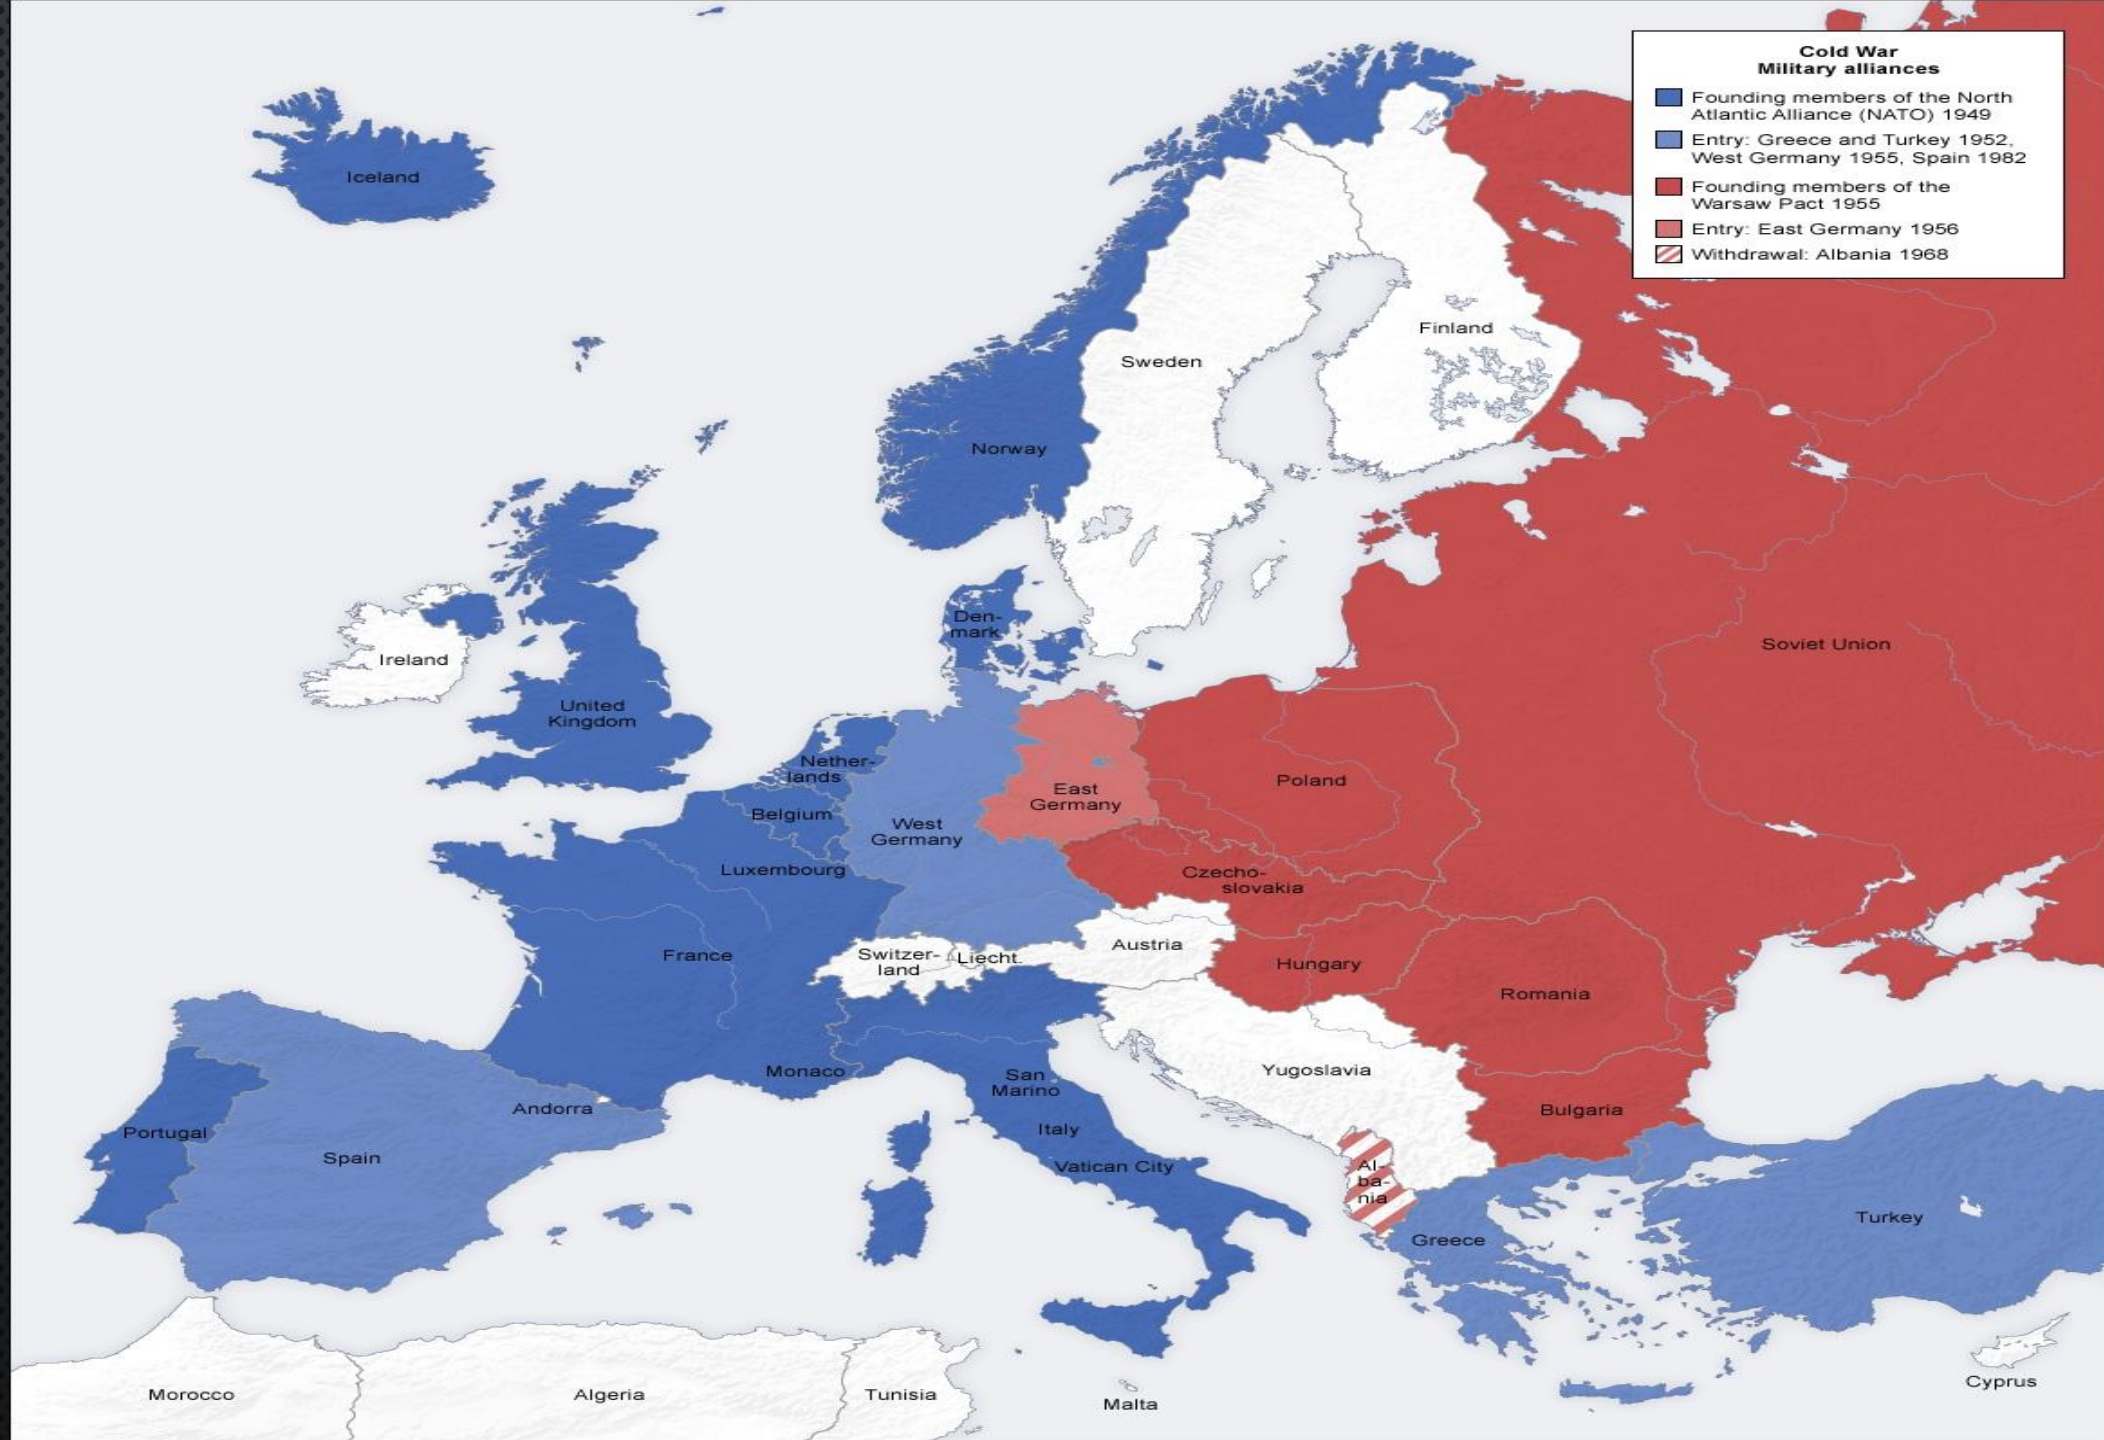 Cold War
Military alliances
Founding members of the North
Atlantic Alliance (NATO) 1949
Entry: Greece and Turkey 1952,
West Germany 1955, Spain 1982
Founding members of the
Warsaw Pact 1955
Entry: East Germany 1956
Withdrawal: Albania 1968
Iceland
Finland
Sweden
Norway
Den-
mark
Ireland
Soviet Union
United
Kingdom
Nether-
lands
Belgium
East
Germany
Poland
West
Germany
Luxembourg
Czecho-
slovakia
France
Switzer-
land
Liecht.
Austria
Hungary
Romania
Monaco
San
Marino
Yugoslavia
Andorra
Bulgaria
Portugal
Spain
Italy
Vatican City
Al-
ba-
nia
Greece
Turkey
Morocco
Algeria
Tunisia
Malta
Cyprus